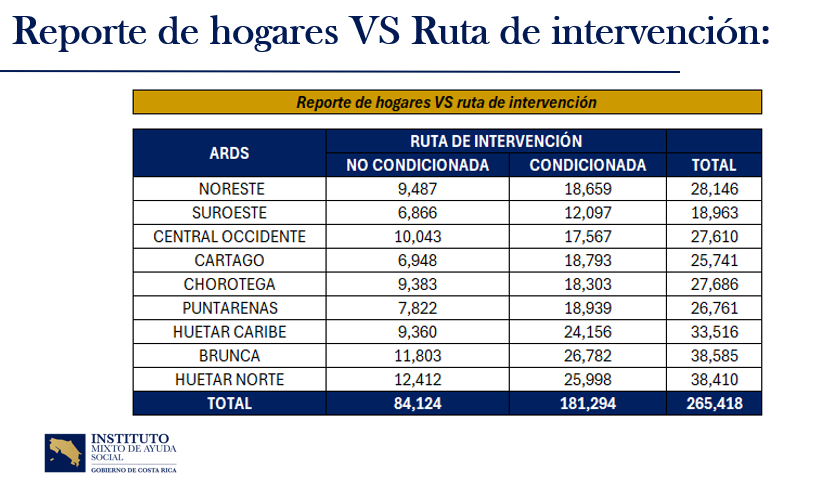 Reporte de hogares VS Ruta de intervención:
Reporte de hogares VS ruta de intervención
ARDS RUTA DE INTERVENCIÓN
NO CONDICIONADA CONDICIONADA TOTAL
NORESTE 9,487 18,659 28,146
SUROESTE 6,866 12,097 18,963
CENTRAL OCCIDENTE 10,043 17,567 27,610
CARTAGO 6,948 18,793 25,741
CHOROTEGA 9,383 18,303 27,686
PUNTARENAS 7,822 18,939 26,761
HUETAR CARIBE 9,360 24,156 33,516
BRUNCA 11,803 26,782 38,585
HUETAR NORTE 12,412 25,998 38,410
TOTAL 84,124 181,294 265,418
INSTITUTO
MIXTO DE AYUDA
SOCIAL
GOBIERNO DE COSTA RICA